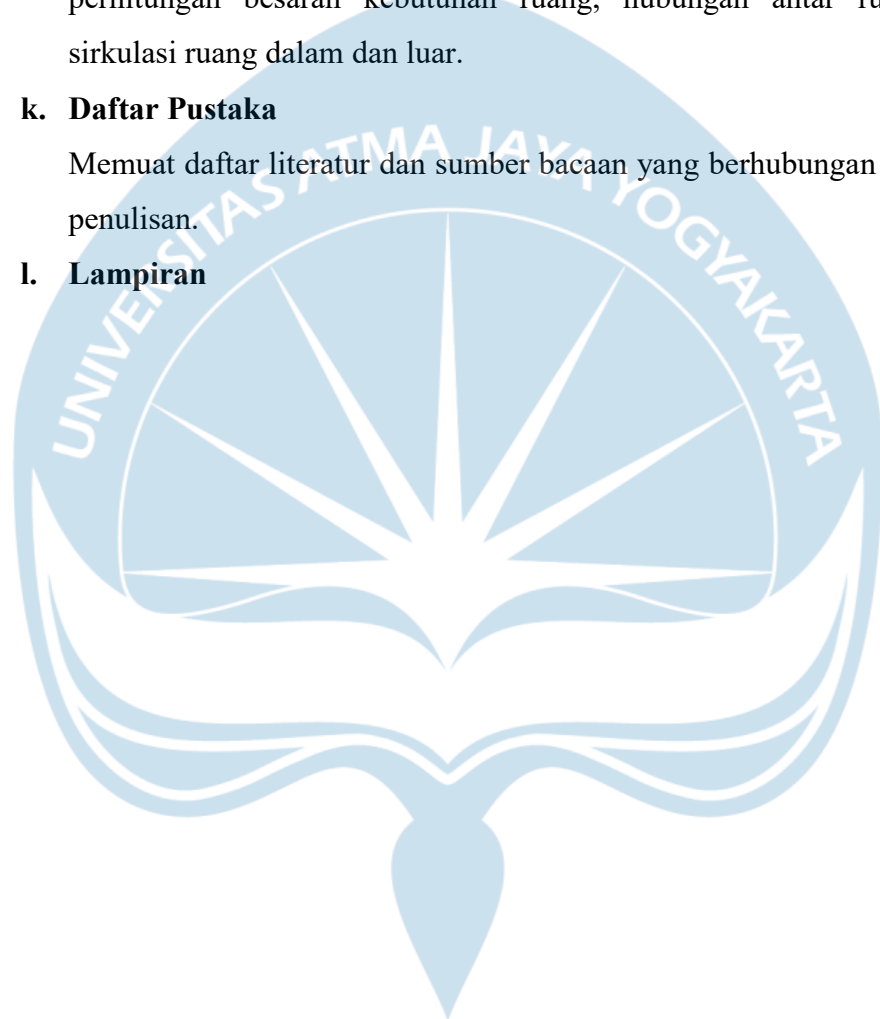 perhitungan besaran kebutuhan ruang, hubungan antar
sirkulasi ruang dalam dan luar.
k. Daftar Pustaka
Memuat daftar literatur dan sumber bacaan yang berhubungan
penulisan.
l. Lampiran
UNIVERSITAS ATMA JAYA YOGYAKARTA